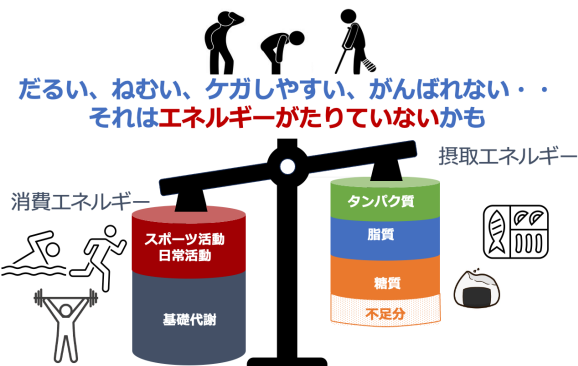 だるい、ねむい、ケガしやすい、がんばれない・・
それはエネルギーがたりていないかも
摂取エネルギー
消費エネルギー
タンパク質
脂質
糖質
不足分
スポーツ活動
日常活動
基礎代謝